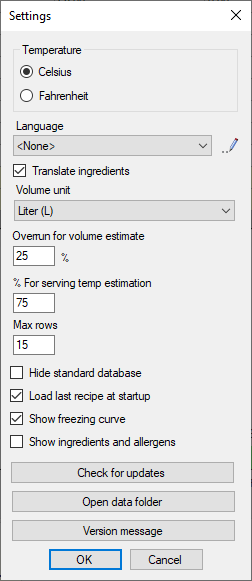 Settings
Temperature
Celsius
Fahrenheit
Language
<None>
Translate ingredients
Volume unit
Liter (L)
Overrun for volume estimate
25 %
% For serving temp estimation
75
Max rows
15
Hide standard database
Load last recipe at startup
Show freezing curve
Show ingredients and allergens
Check for updates
Open data folder
Version message
OK Cancel